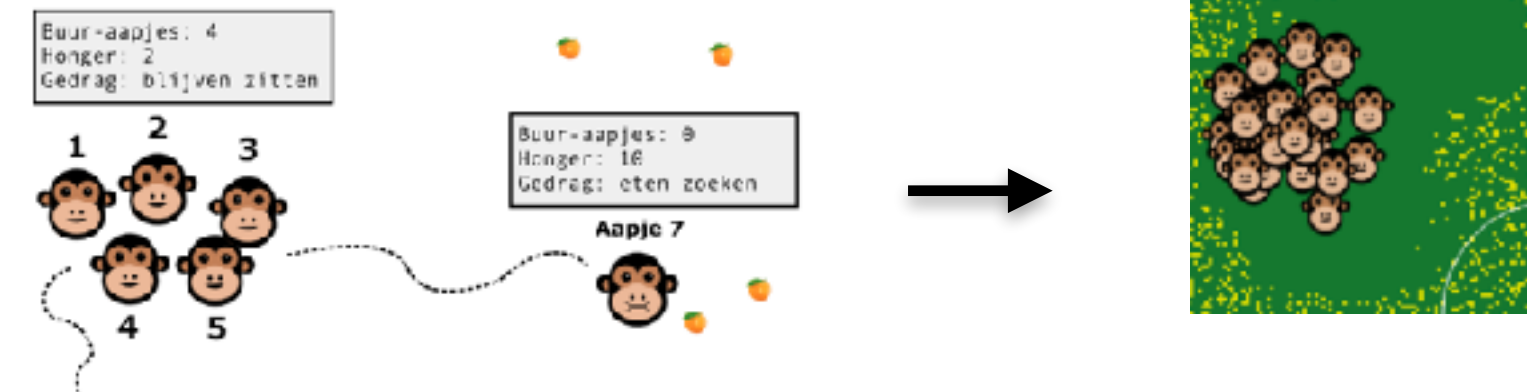 Buur-aapjes: 4
Honger: 2
Gedrag: blijven zitten
1
2
3
4
5
Buur-aapjes: 0
Honger: 10
Gedrag: eten zoeken
Aapje 7